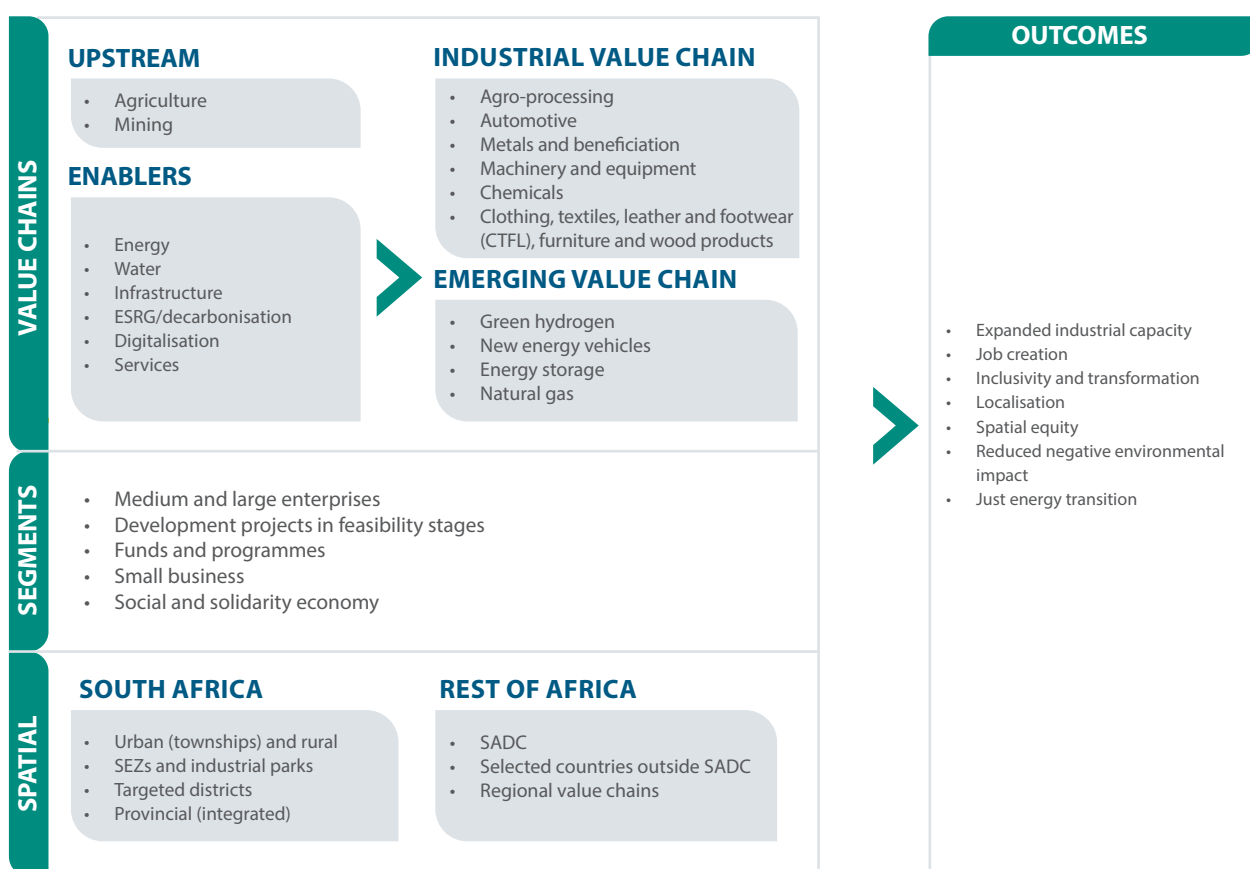 VALUE CHAINS
UPSTREAM
• Agriculture
• Mining
ENABLERS
• Energy
• Water
• Infrastructure
• ESRG/decarbonisation
• Digitalisation
• Services
INDUSTRIAL VALUE CHAIN
• Agro-processing
• Automotive
• Metals and beneficiation
• Machinery and equipment
• Chemicals
• Clothing, textiles, leather and footwear
(CTFL), furniture and wood products
EMERGING VALUE CHAIN
• Green hydrogen
• New energy vehicles
• Energy storage
• Natural gas
SEGMENTS
• Medium and large enterprises
• Development projects in feasibility stages
• Funds and programmes
• Small business
• Social and solidarity economy
SPATIAL
SOUTH AFRICA
• Urban (townships) and rural
• SEZs and industrial parks
• Targeted districts
• Provincial (integrated)
REST OF AFRICA
• SADC
• Selected countries outside SADC
• Regional value chains
OUTCOMES
• Expanded industrial capacity
• Job creation
• Inclusivity and transformation
• Localisation
• Spatial equity
• Reduced negative environmental
impact
• Just energy transition